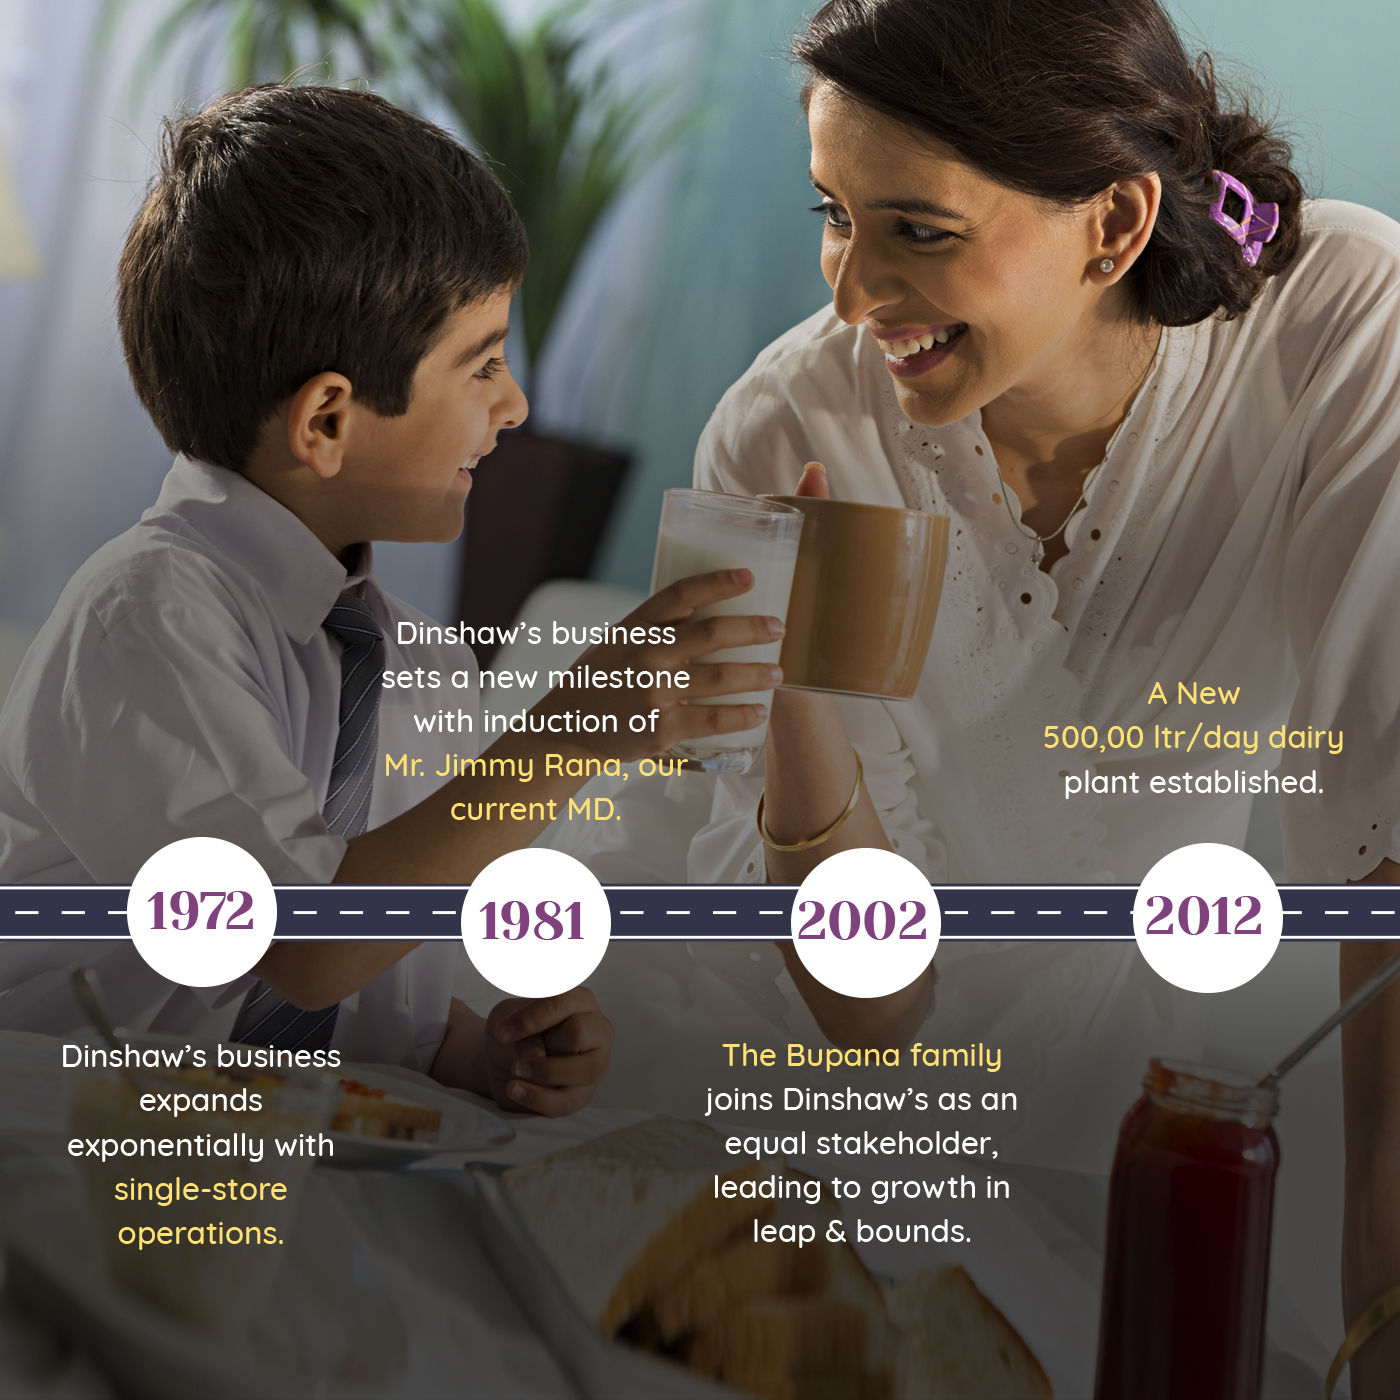 Dinshaw’s business
sets a new milestone
with induction of
Mr. Jimmy Rana, our
current MD.
A New
500,00 ltr/day dairy
plant established.
1972
1981
2002
2012
Dinshaw’s business
expands
exponentially with
single-store
operations.
The Bupana family
joins Dinshaw’s as an
equal stakeholder,
leading to growth in
leap & bounds.